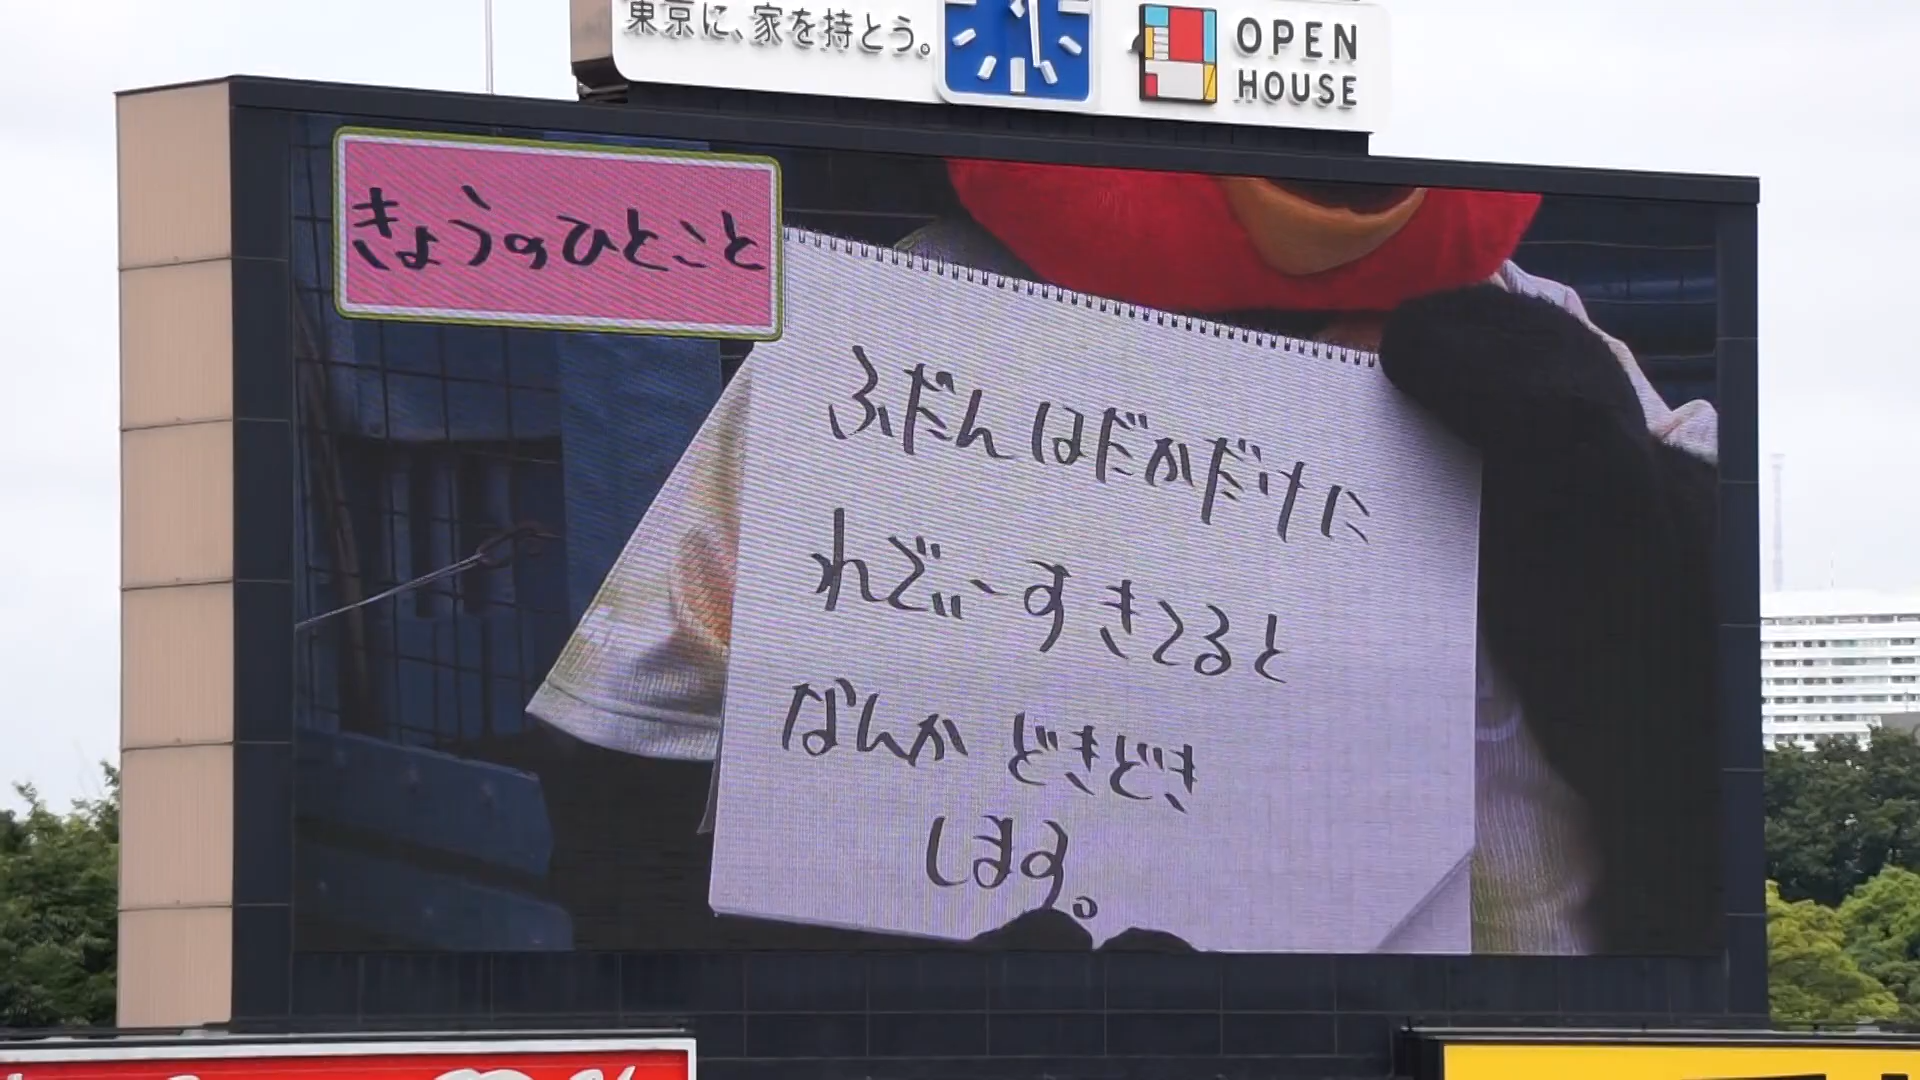 東京に、家を持とう。
OPEN
HOUSE
きょうのひとこと
ふだんはだかだけに
れでぃーすきてると
なんかどきどき
します。